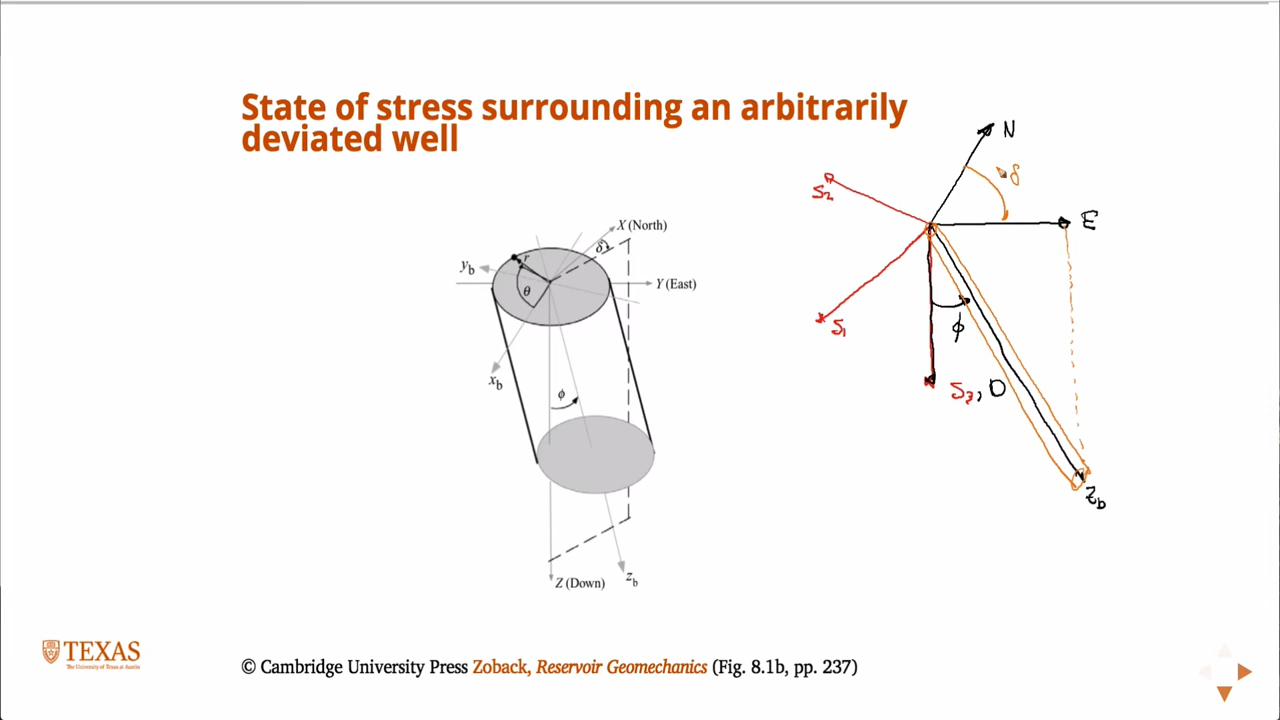 State of stress surrounding an arbitrarily
deviated well
X (North)
δ
r
y_b
θ
Y (East)
x_b
φ
Z (Down)
z_b
N
δ
S₂
E
S₁
φ
S₃, D
z_b
TEXAS
The University of Texas at Austin
© Cambridge University Press Zoback, Reservoir Geomechanics (Fig. 8.1b, pp. 237)